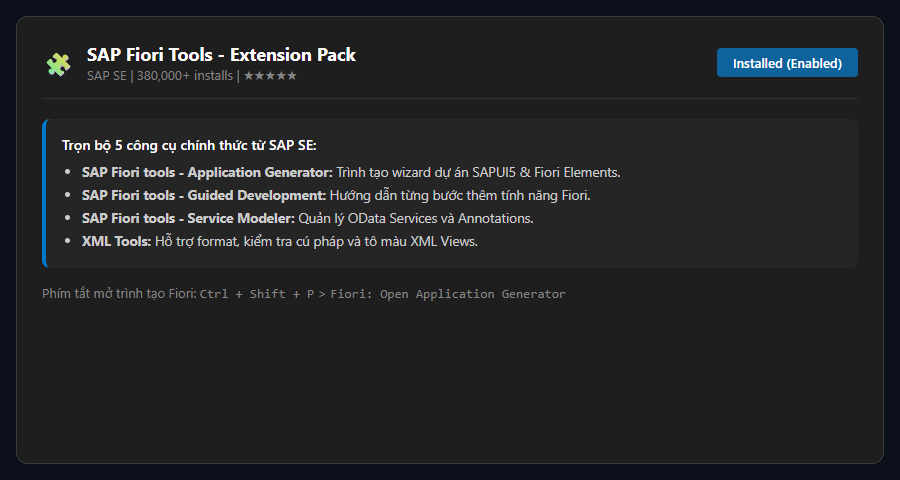 SAP Fiori Tools - Extension Pack
SAP SE | 380,000+ installs | ★★★★★
Installed (Enabled)
Trọn bộ 5 công cụ chính thức từ SAP SE:
• SAP Fiori tools - Application Generator: Trình tạo wizard dự án SAPUI5 & Fiori Elements.
• SAP Fiori tools - Guided Development: Hướng dẫn từng bước thêm tính năng Fiori.
• SAP Fiori tools - Service Modeler: Quản lý OData Services và Annotations.
• XML Tools: Hỗ trợ format, kiểm tra cú pháp và tô màu XML Views.
Phím tắt mở trình tạo Fiori: Ctrl + Shift + P > Fiori: Open Application Generator